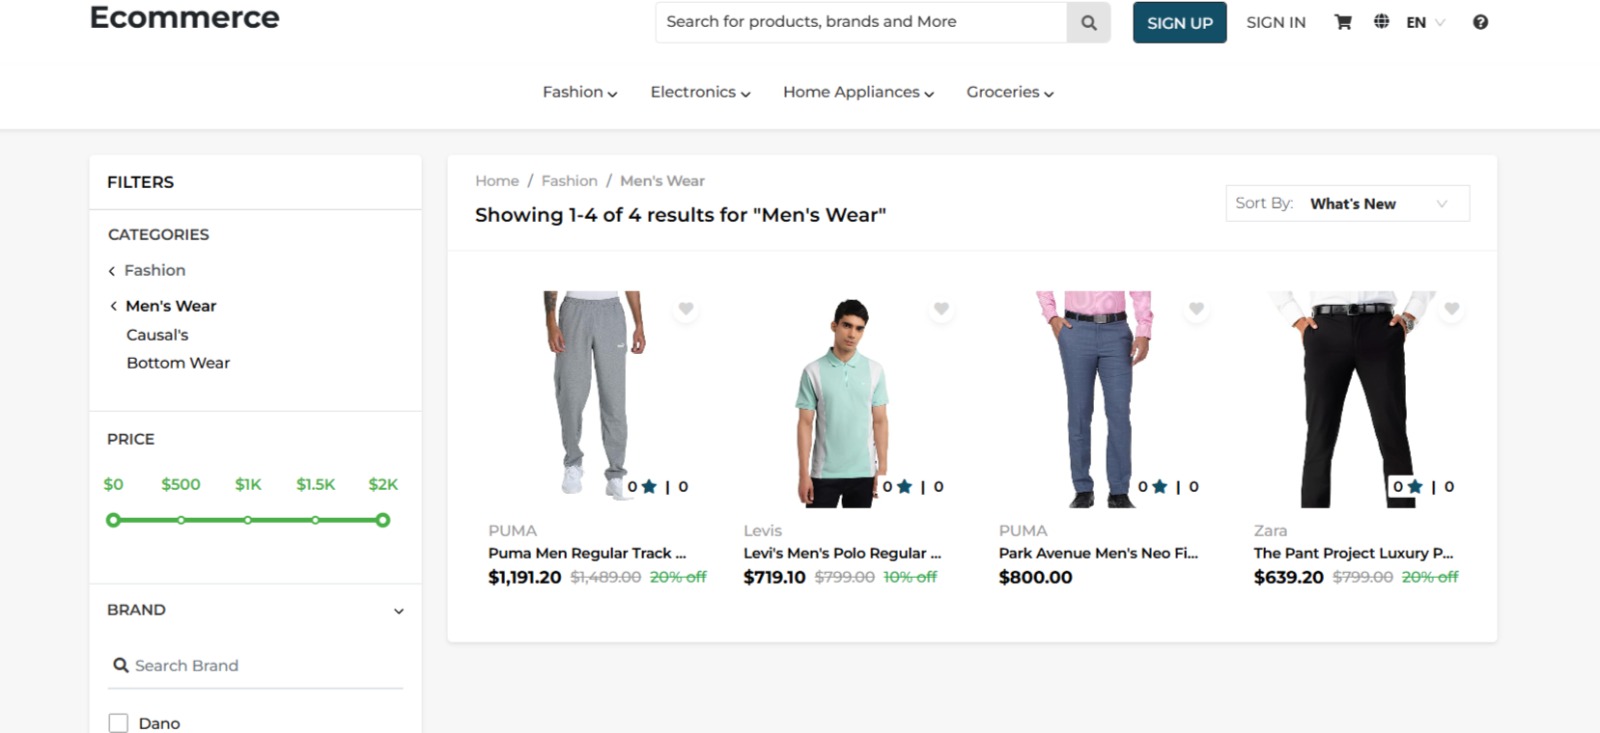 Ecommerce
Search for products, brands and More
SIGN UP
SIGN IN
EN
Fashion
Electronics
Home Appliances
Groceries
FILTERS
CATEGORIES
Fashion
Men's Wear
Causal's
Bottom Wear
PRICE
$0 $500 $1K $1.5K $2K
BRAND
Search Brand
Dano
Home / Fashion / Men's Wear
Showing 1-4 of 4 results for "Men's Wear"
Sort By: What's New
0 | 0
PUMA
Puma Men Regular Track ...
$1,191.20 $1,489.00 20% off
0 | 0
Levis
Levi's Men's Polo Regular ...
$719.10 $799.00 10% off
0 | 0
PUMA
Park Avenue Men's Neo Fi...
$800.00
0 | 0
Zara
The Pant Project Luxury P...
$639.20 $799.00 20% off